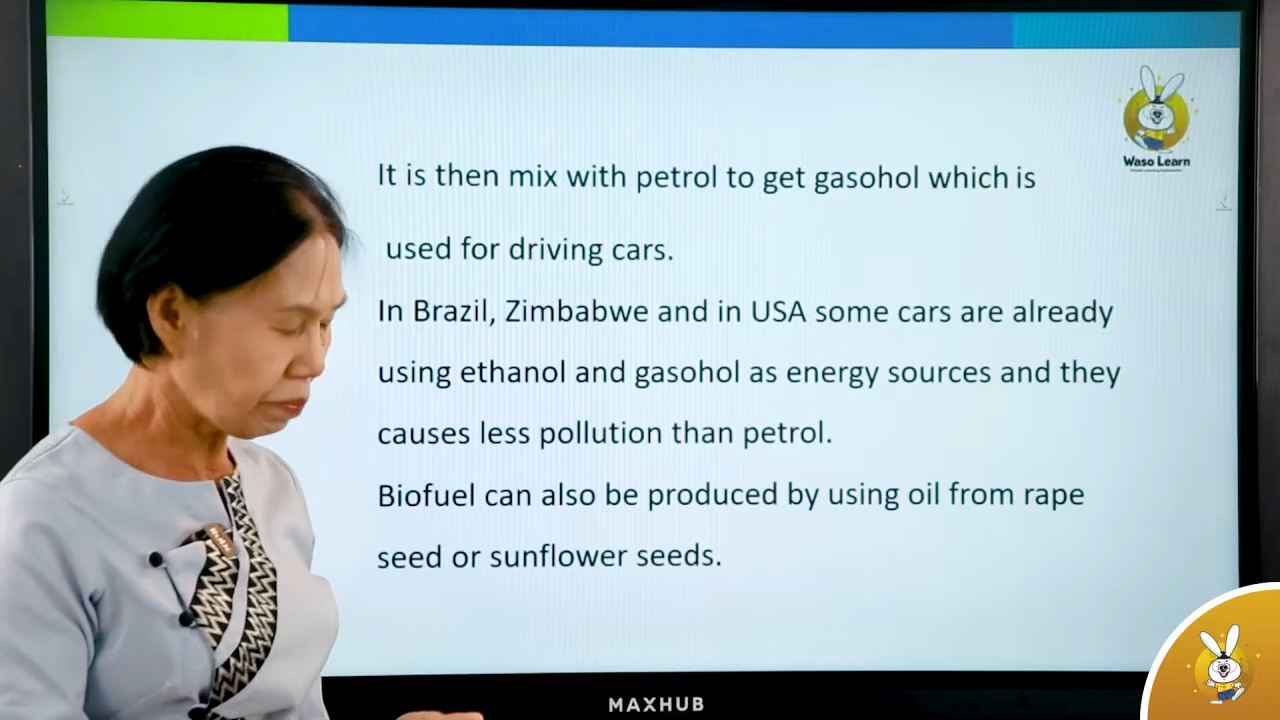 Waso Learn
It is then mix with petrol to get gasohol which is
used for driving cars.
In Brazil, Zimbabwe and in USA some cars are already
using ethanol and gasohol as energy sources and they
causes less pollution than petrol.
Biofuel can also be produced by using oil from rape
seed or sunflower seeds.
MAXHUB